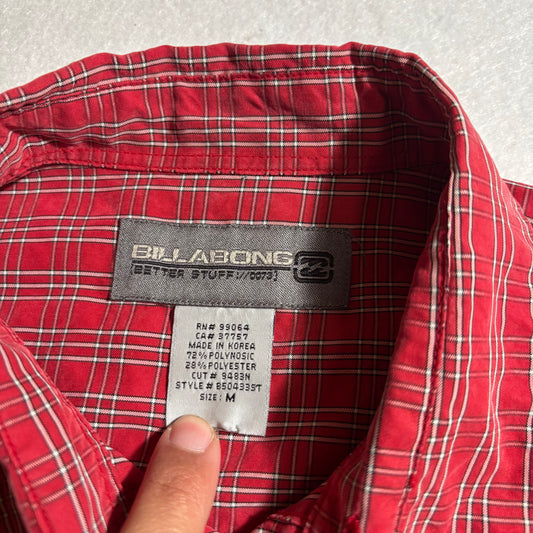 BILLABONG
[BETTER STUFF://0073]
RN# 99064
CA# 37757
MADE IN KOREA
72% POLYNOSIC
28% POLYESTER
CUT# 9483N
STYLE# B50433ST
SIZE: M